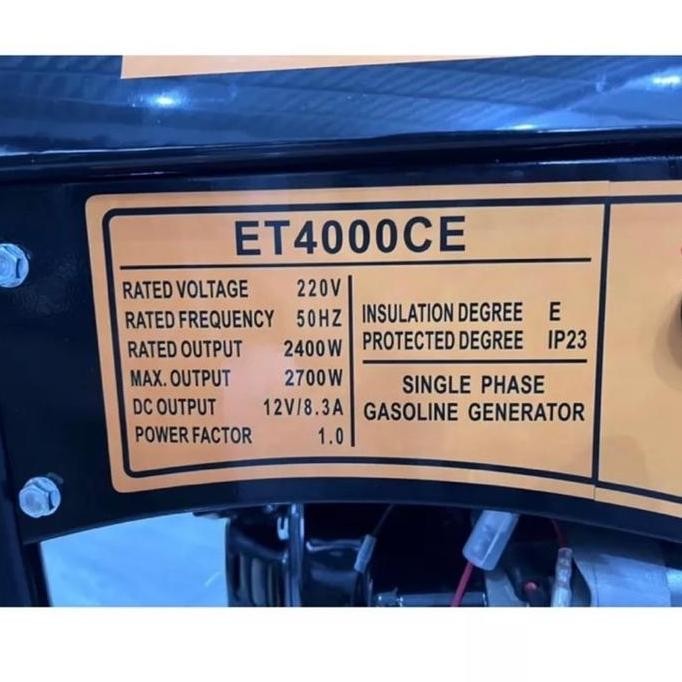 ET4000CE
RATED VOLTAGE 220V
RATED FREQUENCY 50HZ
RATED OUTPUT 2400W
MAX. OUTPUT 2700W
DC OUTPUT 12V/8.3A
POWER FACTOR 1.0
INSULATION DEGREE E
PROTECTED DEGREE IP23
SINGLE PHASE
GASOLINE GENERATOR